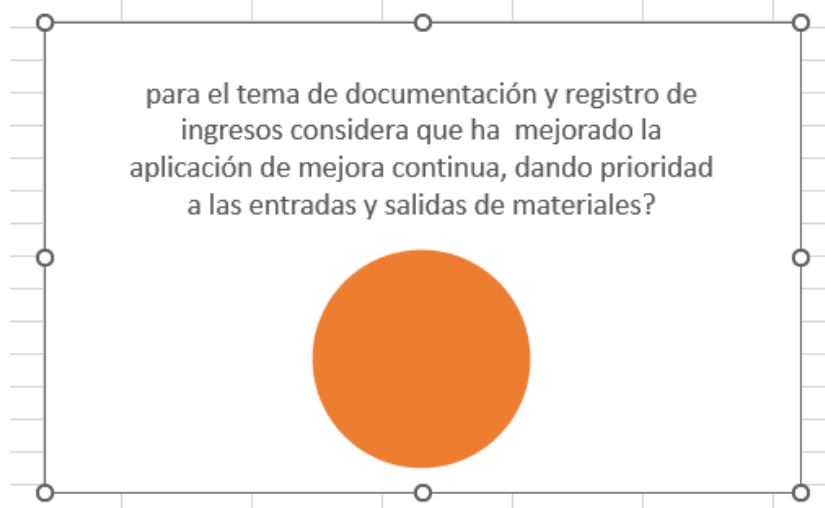 para el tema de documentación y registro de
ingresos considera que ha  mejorado la
aplicación de mejora continua, dando prioridad
a las entradas y salidas de materiales?